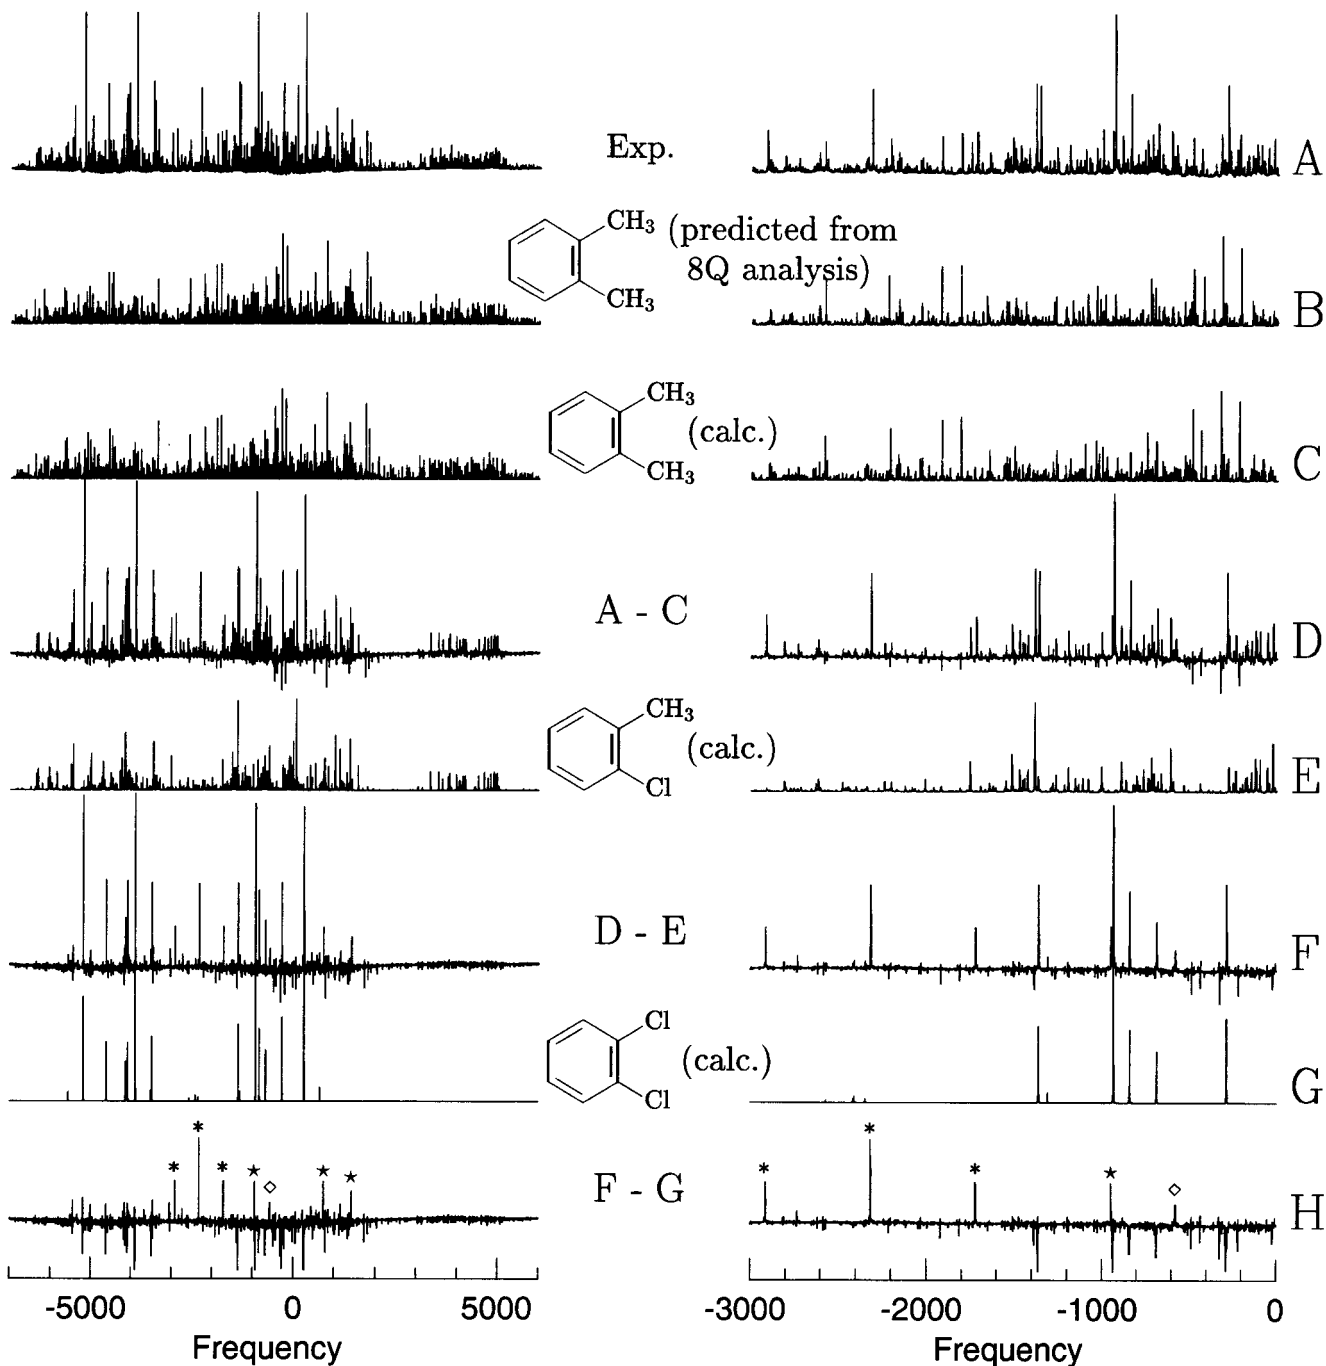 Exp.
A
CH₃ (predicted from
8Q analysis)
CH₃
B
CH₃
(calc.)
CH₃
C
A - C
D
CH₃
(calc.)
Cl
E
D - E
F
Cl
(calc.)
Cl
G
* * * ★ ◇ ★ ★
F - G
* * * ★ ◇
H
-5000 0 5000
-3000 -2000 -1000 0
Frequency
Frequency